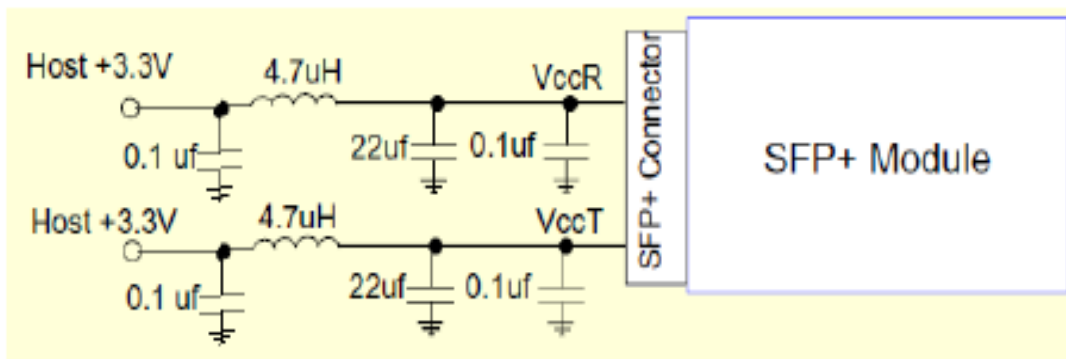 Host +3.3V
4.7uH
VccR
0.1 uf
22uf
0.1uf
Host +3.3V
4.7uH
VccT
0.1 uf
22uf
0.1uf
SFP+ Connector
SFP+ Module